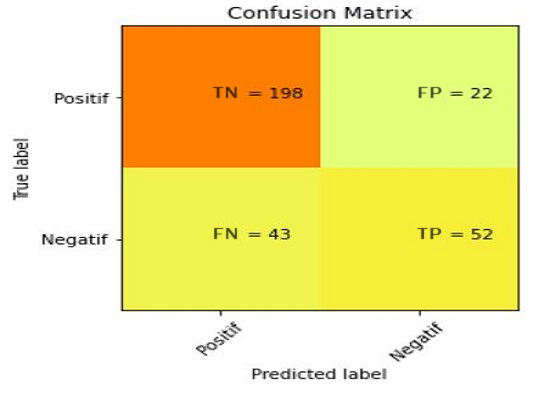 Confusion Matrix
Positif
TN = 198
FP = 22
True label
Negatif
FN = 43
TP = 52
Positif
Negatif
Predicted label